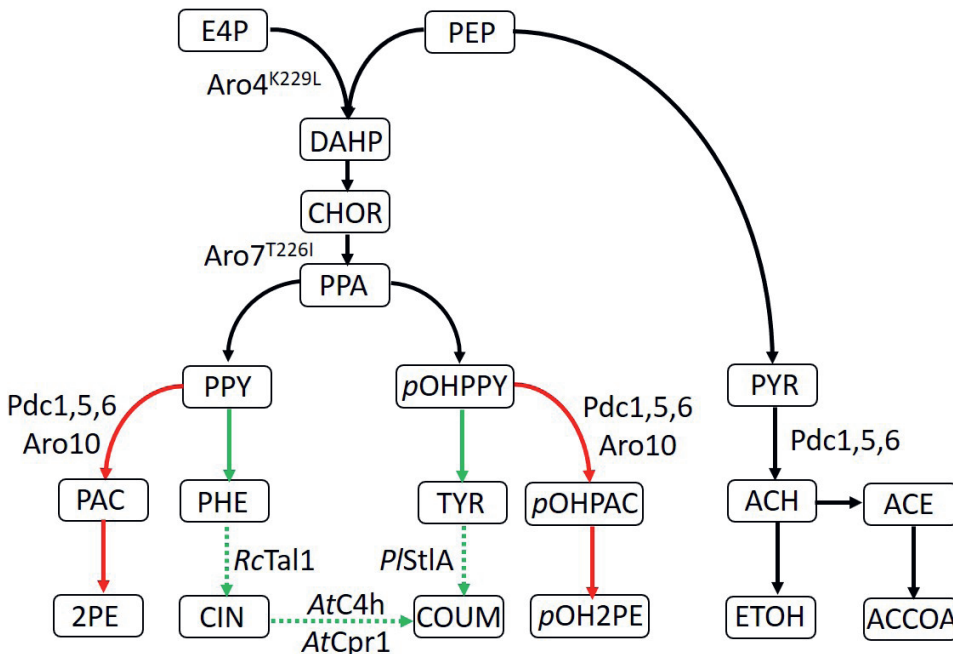 E4P
PEP
Aro4K229L
DAHP
CHOR
Aro7T226I
PPA
PPY
pOHPPY
PYR
Pdc1,5,6
Aro10
Pdc1,5,6
Aro10
Pdc1,5,6
PAC
PHE
TYR
pOHPAC
ACH
ACE
RcTal1
PlStlA
2PE
CIN
AtC4h
AtCpr1
COUM
pOH2PE
ETOH
ACCOA